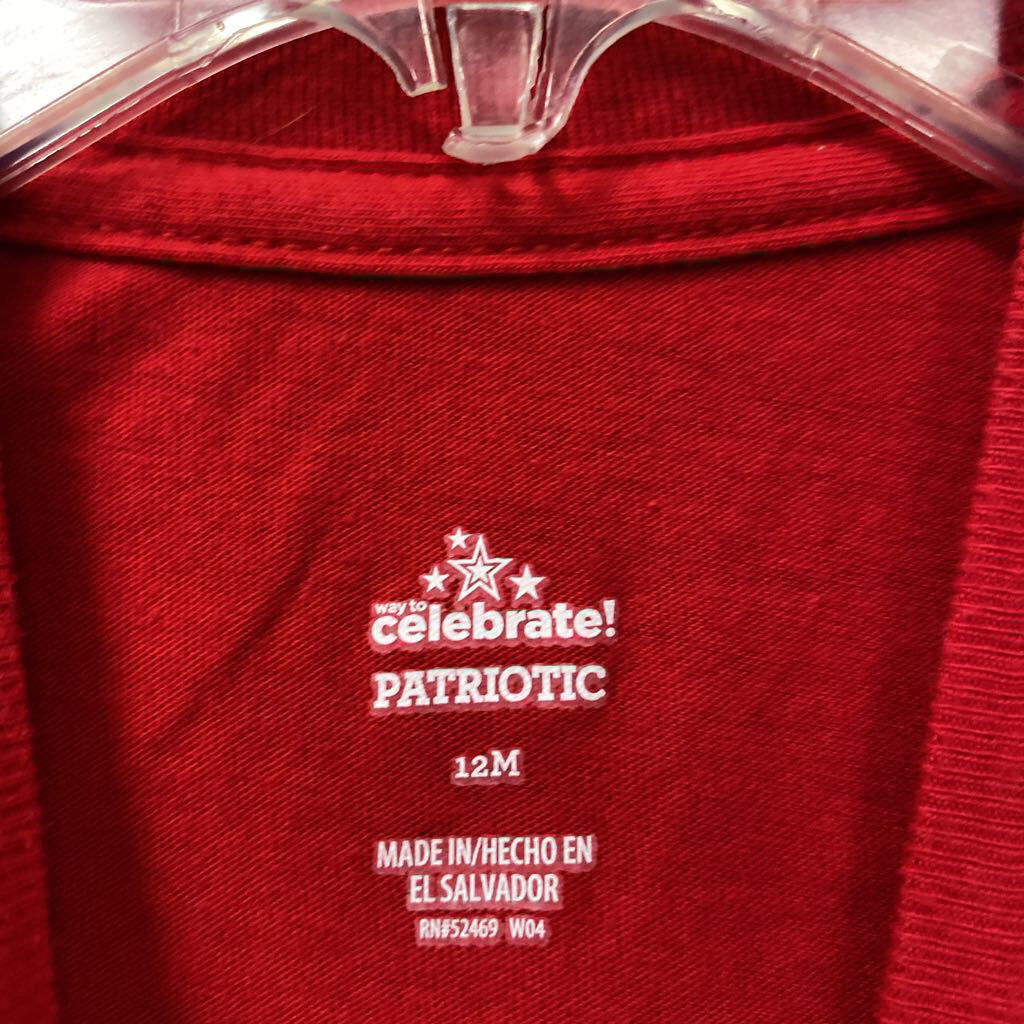 way to
celebrate!
PATRIOTIC
12M
MADE IN/HECHO EN
EL SALVADOR
RN#52469 W04